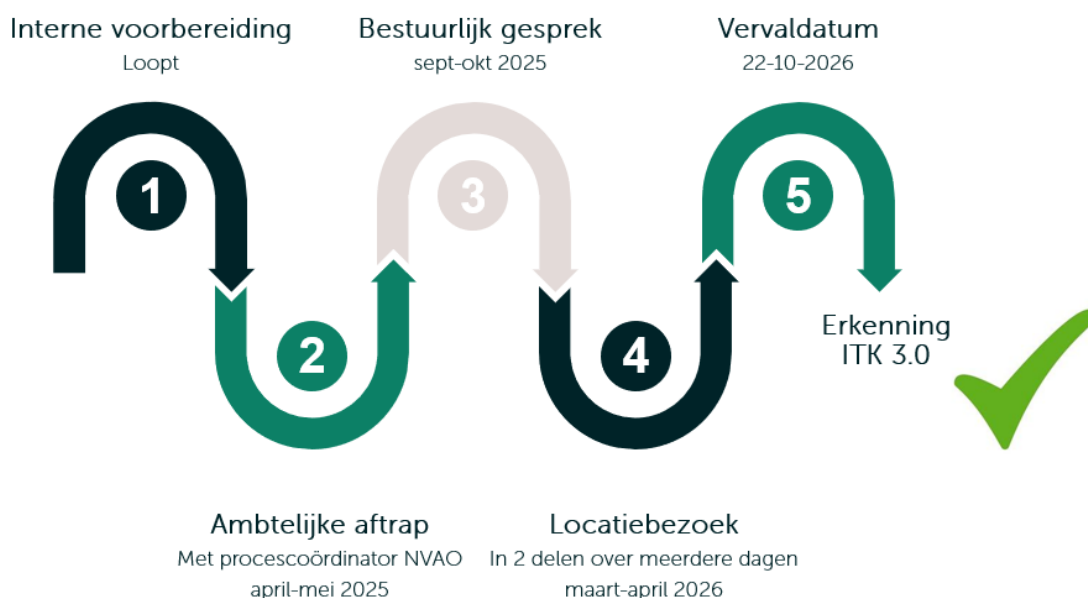 Interne voorbereiding
Loopt
Bestuurlijk gesprek
sept-okt 2025
Vervaldatum
22-10-2026
1
3
5
2
4
Erkenning
ITK 3.0
Ambtelijke aftrap
Met procescoördinator NVAO
april-mei 2025
Locatiebezoek
In 2 delen over meerdere dagen
maart-april 2026